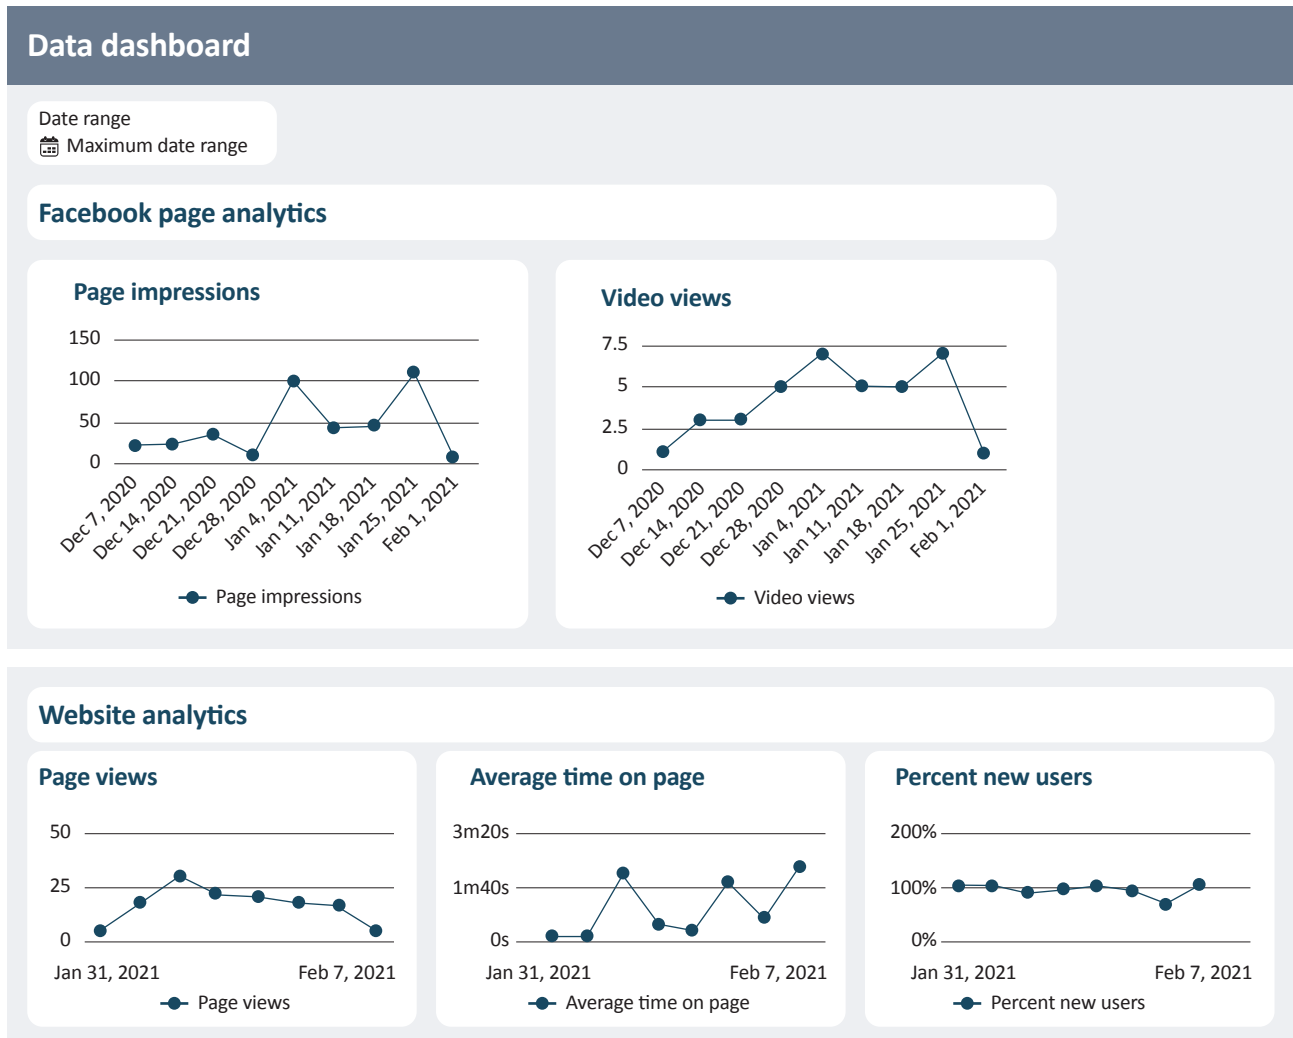 Data dashboard
Date range
Maximum date range
Facebook page analytics
Page impressions
150
100
50
0
Dec 7, 2020
Dec 14, 2020
Dec 21, 2020
Dec 28, 2020
Jan 4, 2021
Jan 11, 2021
Jan 18, 2021
Jan 25, 2021
Feb 1, 2021
Page impressions
Video views
7.5
5
2.5
0
Dec 7, 2020
Dec 14, 2020
Dec 21, 2020
Dec 28, 2020
Jan 4, 2021
Jan 11, 2021
Jan 18, 2021
Jan 25, 2021
Feb 1, 2021
Video views
Website analytics
Page views
50
25
0
Jan 31, 2021 Feb 7, 2021
Page views
Average time on page
3m20s
1m40s
0s
Jan 31, 2021 Feb 7, 2021
Average time on page
Percent new users
200%
100%
0%
Jan 31, 2021 Feb 7, 2021
Percent new users